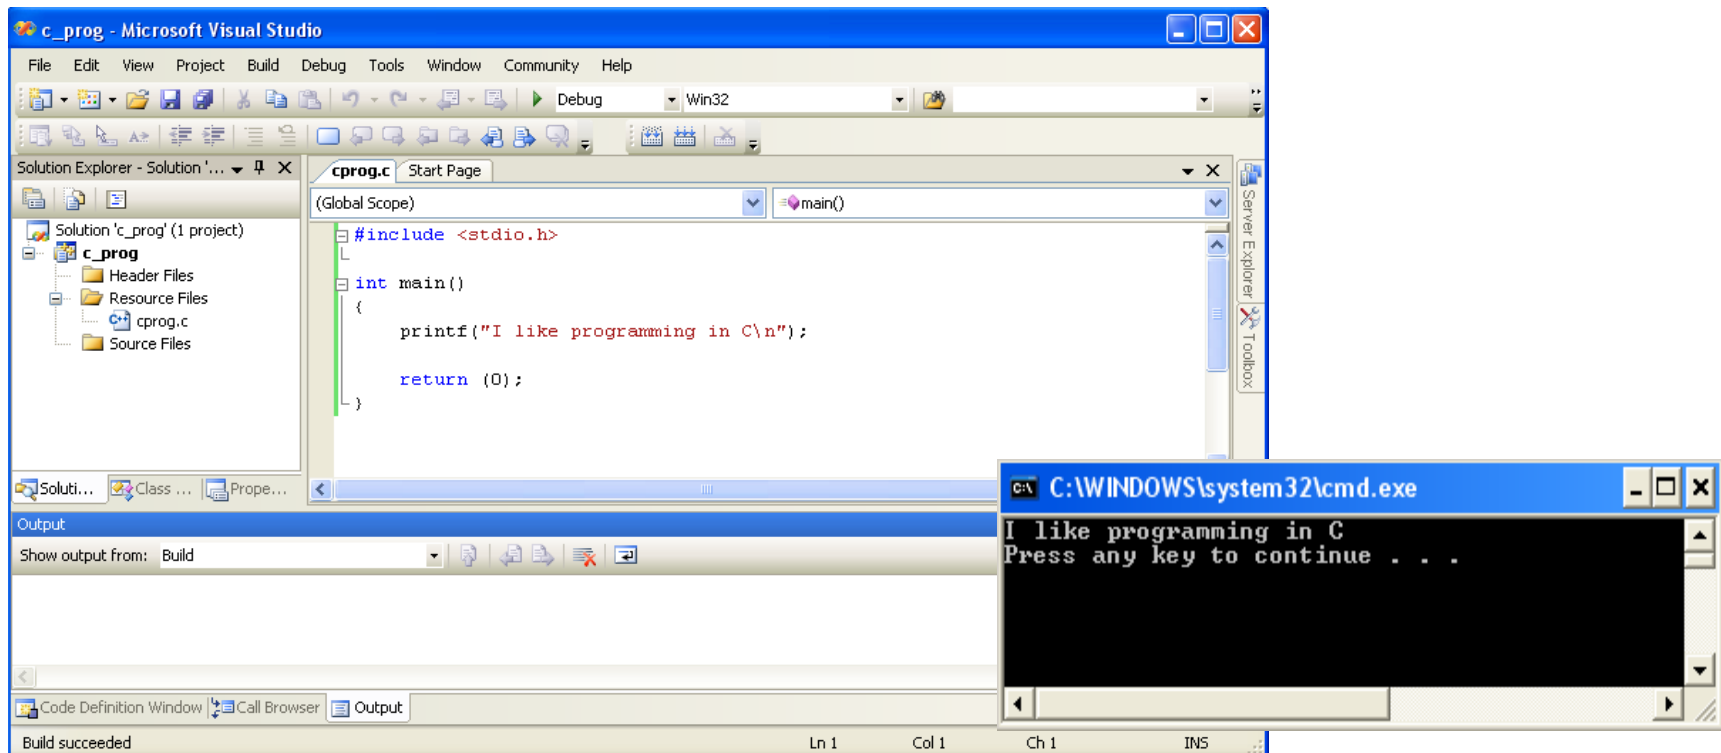 c_prog - Microsoft Visual Studio
File Edit View Project Build Debug Tools Window Community Help
Debug Win32
Solution Explorer - Solution '...
cprog.c Start Page
(Global Scope) main()
Solution 'c_prog' (1 project)
c_prog
Header Files
Resource Files
cprog.c
Source Files
#include <stdio.h>
int main()
{
printf("I like programming in C\n");
return (0);
}
Server Explorer
Toolbox
Soluti... Class ... Prope...
Output
Show output from: Build
Code Definition Window Call Browser Output
Build succeeded Ln 1 Col 1 Ch 1 INS
C:\WINDOWS\system32\cmd.exe
I like programming in C
Press any key to continue . . .